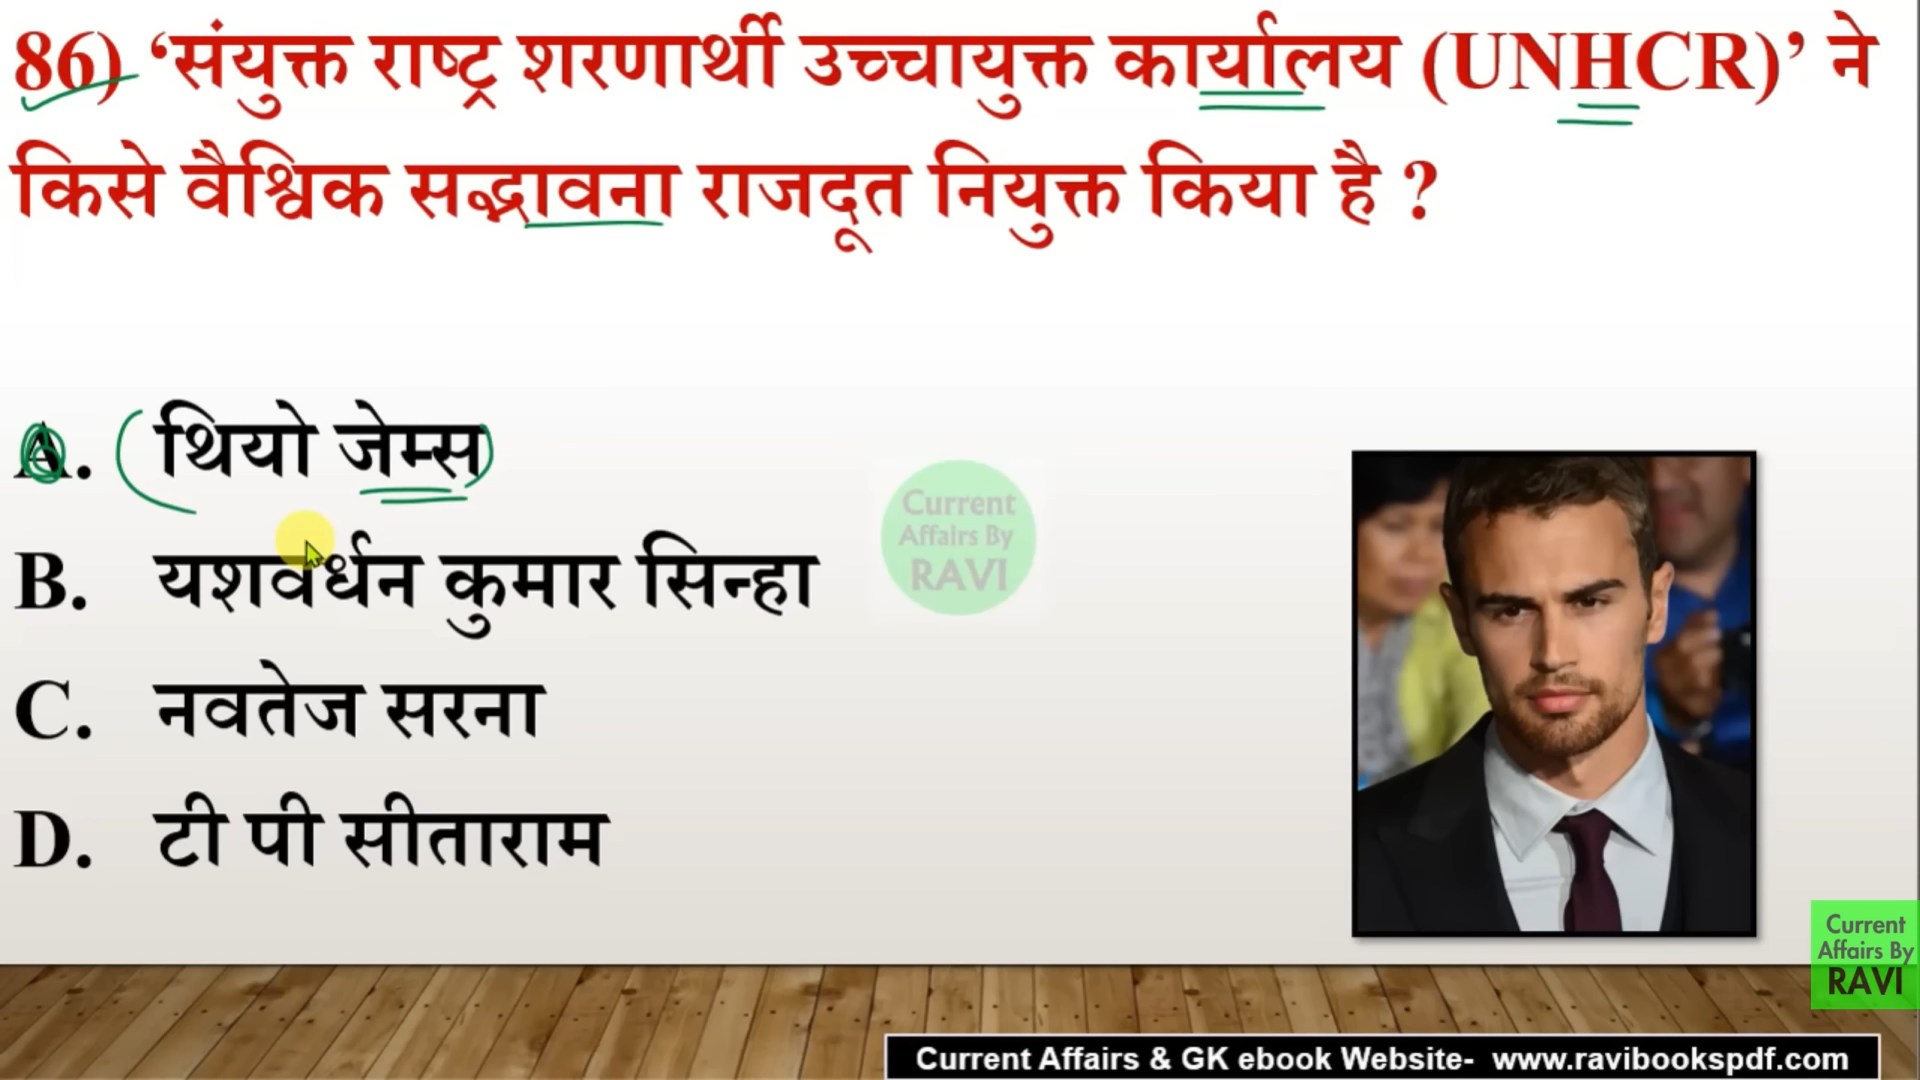 86) ‘संयुक्त राष्ट्र शरणार्थी उच्चायुक्त कार्यालय (UNHCR)’ ने
किसे वैश्विक सद्भावना राजदूत नियुक्त किया है ?
A. थियो जेम्स
B. यशवर्धन कुमार सिन्हा
C. नवतेज सरना
D. टी पी सीताराम
Current
Affairs By
RAVI
Current
Affairs By
RAVI
Current Affairs & GK ebook Website- www.ravibookspdf.com